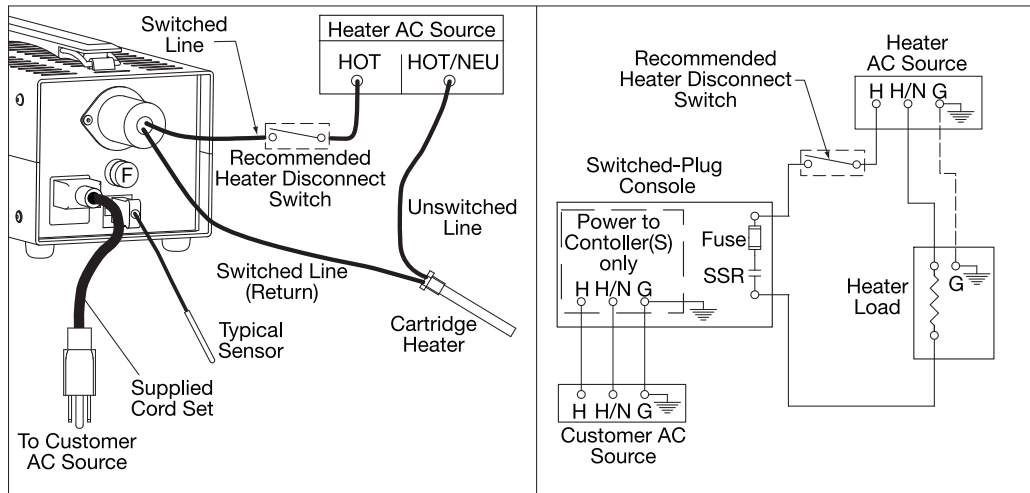 Switched
Line
Heater AC Source
HOT
HOT/NEU
Recommended
Heater Disconnect
Switch
F
Unswitched
Line
Switched Line
(Return)
Typical
Sensor
Cartridge
Heater
Supplied
Cord Set
To Customer
AC Source
Heater
AC Source
H H/N G
Recommended
Heater Disconnect
Switch
Switched-Plug
Console
Power to
Contoller(S)
only
H H/N G
Fuse
SSR
Heater
Load
G
H H/N G
Customer AC
Source